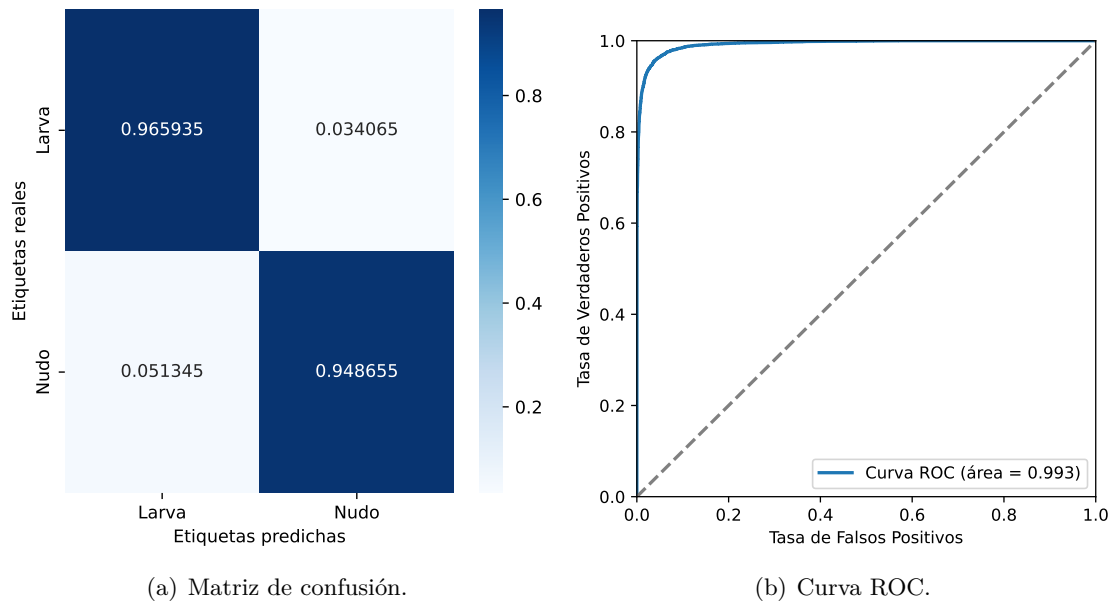 Etiquetas reales
Larva
Nudo
0.965935
0.034065
0.051345
0.948655
Larva
Nudo
Etiquetas predichas
0.8
0.6
0.4
0.2
(a) Matriz de confusión.
Tasa de Verdaderos Positivos
1.0
0.8
0.6
0.4
0.2
0.0
Curva ROC (área = 0.993)
0.0 0.2 0.4 0.6 0.8 1.0
Tasa de Falsos Positivos
(b) Curva ROC.